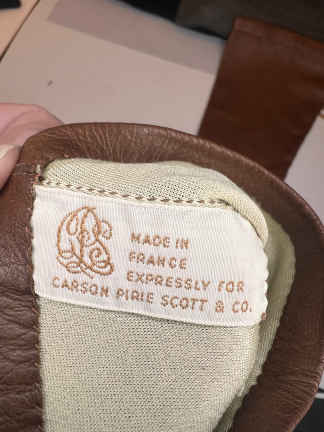 MADE IN
FRANCE
EXPRESSLY FOR
CARSON PIRIE SCOTT & CO.